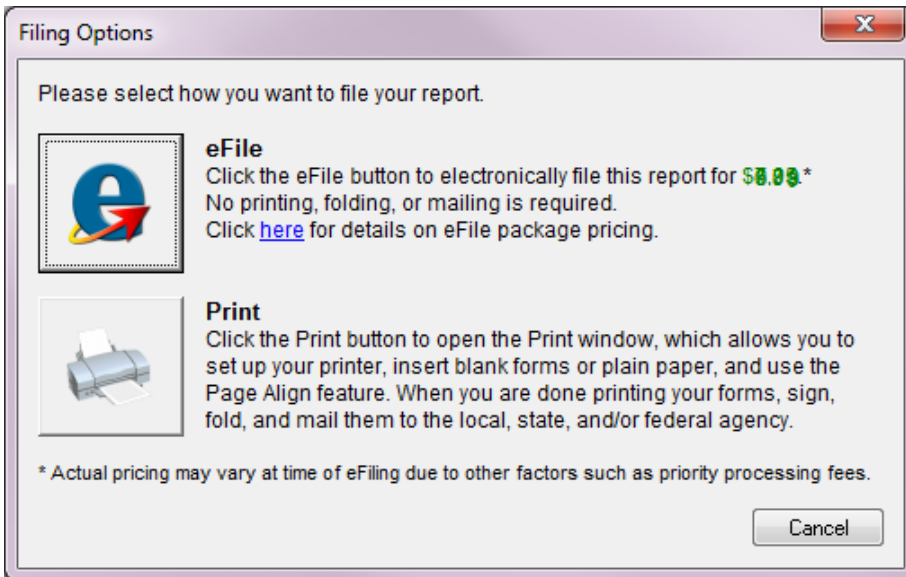 Filing Options
Please select how you want to file your report.
eFile
Click the eFile button to electronically file this report for
No printing, folding, or mailing is required.
Click here for details on eFile package pricing.
Print
Click the Print button to open the Print window, which allows you to
set up your printer, insert blank forms or plain paper, and use the
Page Align feature. When you are done printing your forms, sign,
fold, and mail them to the local, state, and/or federal agency.
* Actual pricing may vary at time of eFiling due to other factors such as priority processing fees.
Cancel